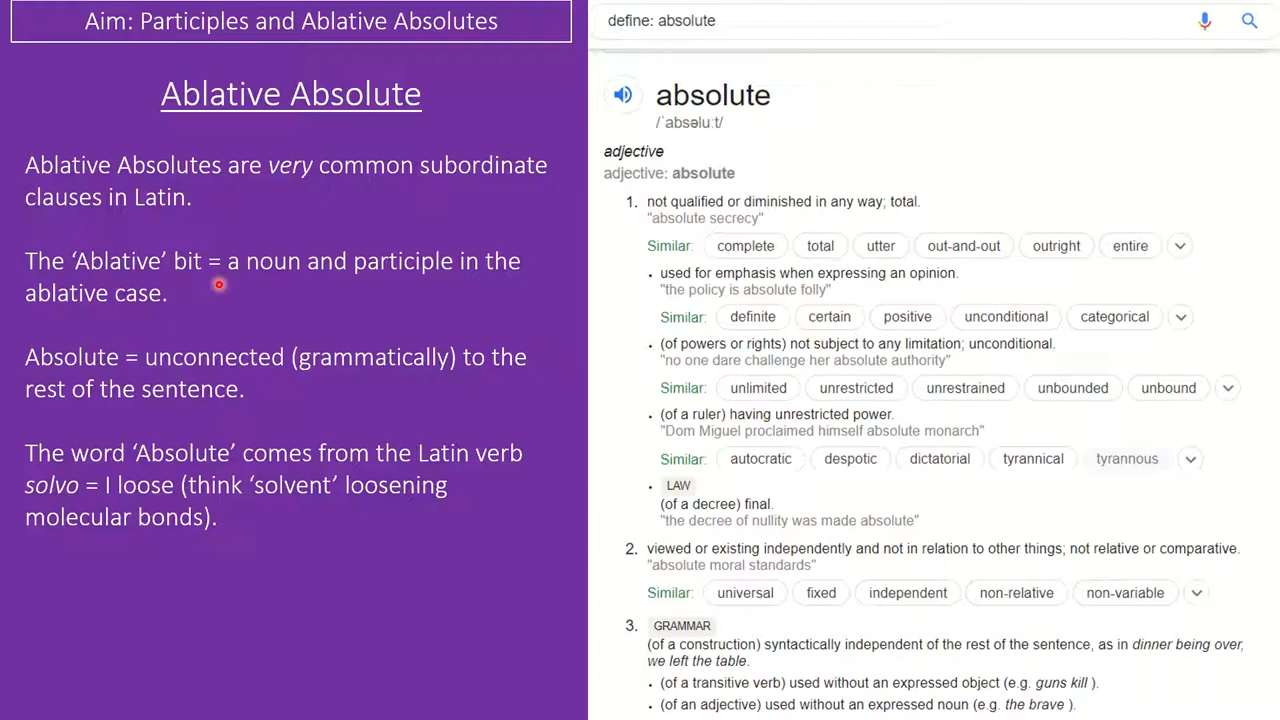 Aim: Participles and Ablative Absolutes
Ablative Absolute
Ablative Absolutes are very common subordinate
clauses in Latin.
The ‘Ablative’ bit = a noun and participle in the
ablative case.
Absolute = unconnected (grammatically) to the
rest of the sentence.
The word ‘Absolute’ comes from the Latin verb
solvo = I loose (think ‘solvent’ loosening
molecular bonds).
define: absolute
absolute
/ˈabsəluːt/
adjective
adjective: absolute
1. not qualified or diminished in any way; total.
"absolute secrecy"
Similar: complete total utter out-and-out outright entire
• used for emphasis when expressing an opinion.
"the policy is absolute folly"
Similar: definite certain positive unconditional categorical
• (of powers or rights) not subject to any limitation; unconditional.
"no one dare challenge her absolute authority"
Similar: unlimited unrestricted unrestrained unbounded unbound
• (of a ruler) having unrestricted power.
"Dom Miguel proclaimed himself absolute monarch"
Similar: autocratic despotic dictatorial tyrannical tyrannous
• LAW
(of a decree) final.
"the decree of nullity was made absolute"
2. viewed or existing independently and not in relation to other things; not relative or comparative.
"absolute moral standards"
Similar: universal fixed independent non-relative non-variable
3. GRAMMAR
(of a construction) syntactically independent of the rest of the sentence, as in dinner being over,
we left the table.
• (of a transitive verb) used without an expressed object (e.g. guns kill ).
• (of an adjective) used without an expressed noun (e.g. the brave ).